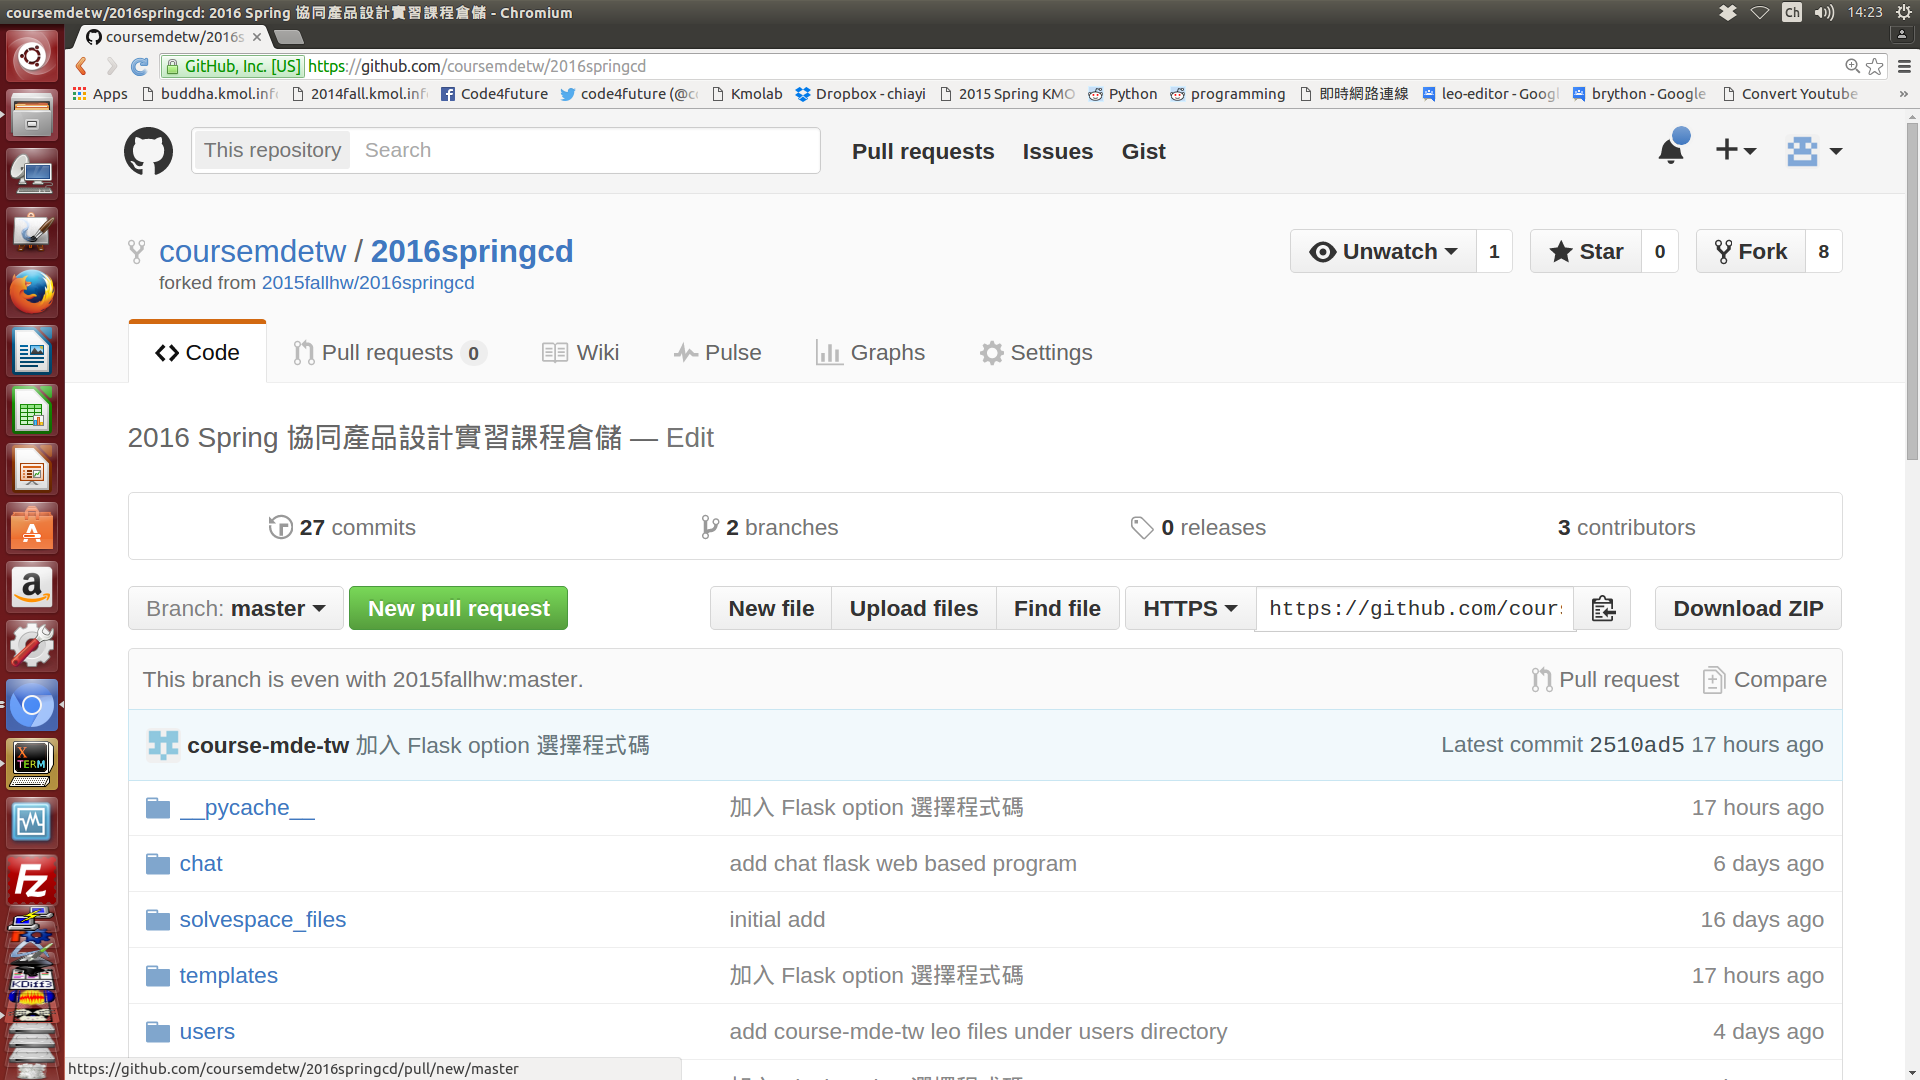 coursemdetw/2016springcd: 2016 Spring 協同產品設計實習課程倉儲 - Chromium
Ch 14:23
coursemdetw/2016s
GitHub, Inc. [US] https://github.com/coursemdetw/2016springcd
Apps buddha.kmol.info 2014fall.kmol.inf Code4future code4future (@c Kmolab Dropbox - chiayi 2015 Spring KMO Python programming 即時網路連線 leo-editor - Googl brython - Google Convert Youtube »
This repository Search Pull requests Issues Gist
coursemdetw / 2016springcd Unwatch 1 Star 0 Fork 8
forked from 2015fallhw/2016springcd
Code Pull requests 0 Wiki Pulse Graphs Settings
2016 Spring 協同產品設計實習課程倉儲 — Edit
27 commits 2 branches 0 releases 3 contributors
Branch: master New pull request New file Upload files Find file HTTPS https://github.com/cour Download ZIP
This branch is even with 2015fallhw:master. Pull request Compare
course-mde-tw 加入 Flask option 選擇程式碼 Latest commit 2510ad5 17 hours ago
__pycache__ 加入 Flask option 選擇程式碼 17 hours ago
chat add chat flask web based program 6 days ago
solvespace_files initial add 16 days ago
templates 加入 Flask option 選擇程式碼 17 hours ago
users add course-mde-tw leo files under users directory 4 days ago
https://github.com/coursemdetw/2016springcd/pull/new/master
X TERM
Fz
KDiff3